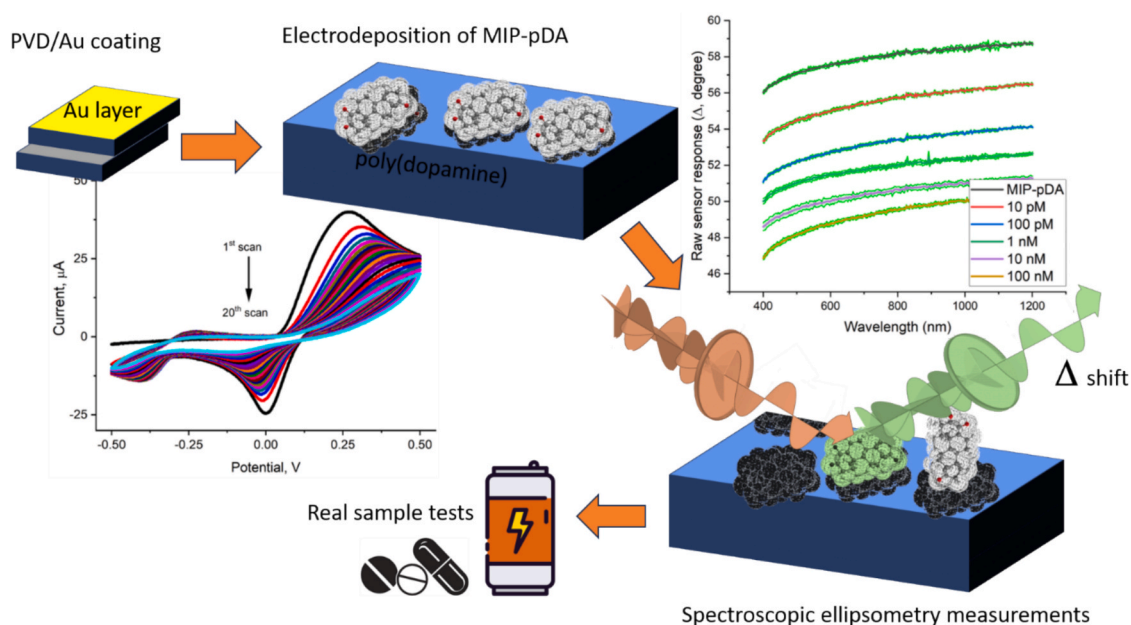 PVD/Au coating
Au layer
Electrodeposition of MIP-pDA
poly(dopamine)
Current, µA
50
25
0
-25
1st scan
20th scan
-0.50
-0.25
0.00
0.25
0.50
Potential, V
Raw sensor response (Δ, degree)
60
58
56
54
52
50
48
46
MIP-pDA
10 pM
100 pM
1 nM
10 nM
100 nM
400
600
800
1000
1200
Wavelength (nm)
Δ shift
Real sample tests
Spectroscopic ellipsometry measurements